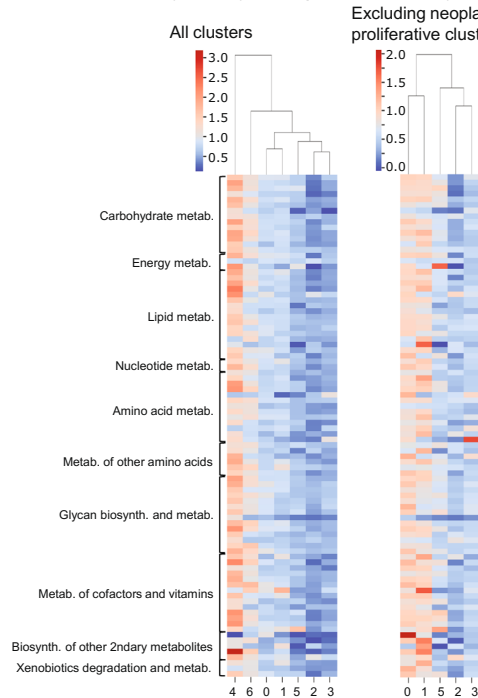 All clusters
Excluding neopla
proliferative clust
3.0
2.5
2.0
1.5
1.0
0.5
2.0
1.5
1.0
0.5
0.0
Carbohydrate metab.
Energy metab.
Lipid metab.
Nucleotide metab.
Amino acid metab.
Metab. of other amino acids
Glycan biosynth. and metab.
Metab. of cofactors and vitamins
Biosynth. of other 2ndary metabolites
Xenobiotics degradation and metab.
4 6 0 1 5 2 3
0 1 5 2 3